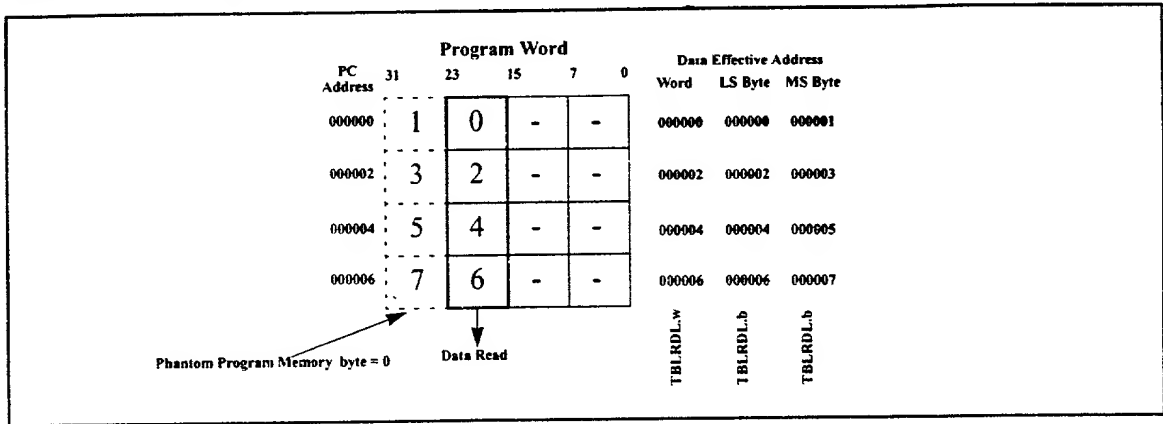 Program Word
Data Effective Address
PC Address 31 23 15 7 0 Word LS Byte MS Byte
000000 1 0 - - 000000 000000 000001
000002 3 2 - - 000002 000002 000003
000004 5 4 - - 000004 000004 000005
000006 7 6 - - 000006 000006 000007
Phantom Program Memory byte = 0
Data Read
TBLRDL.w
TBLRDL.b
TBLRDL.b